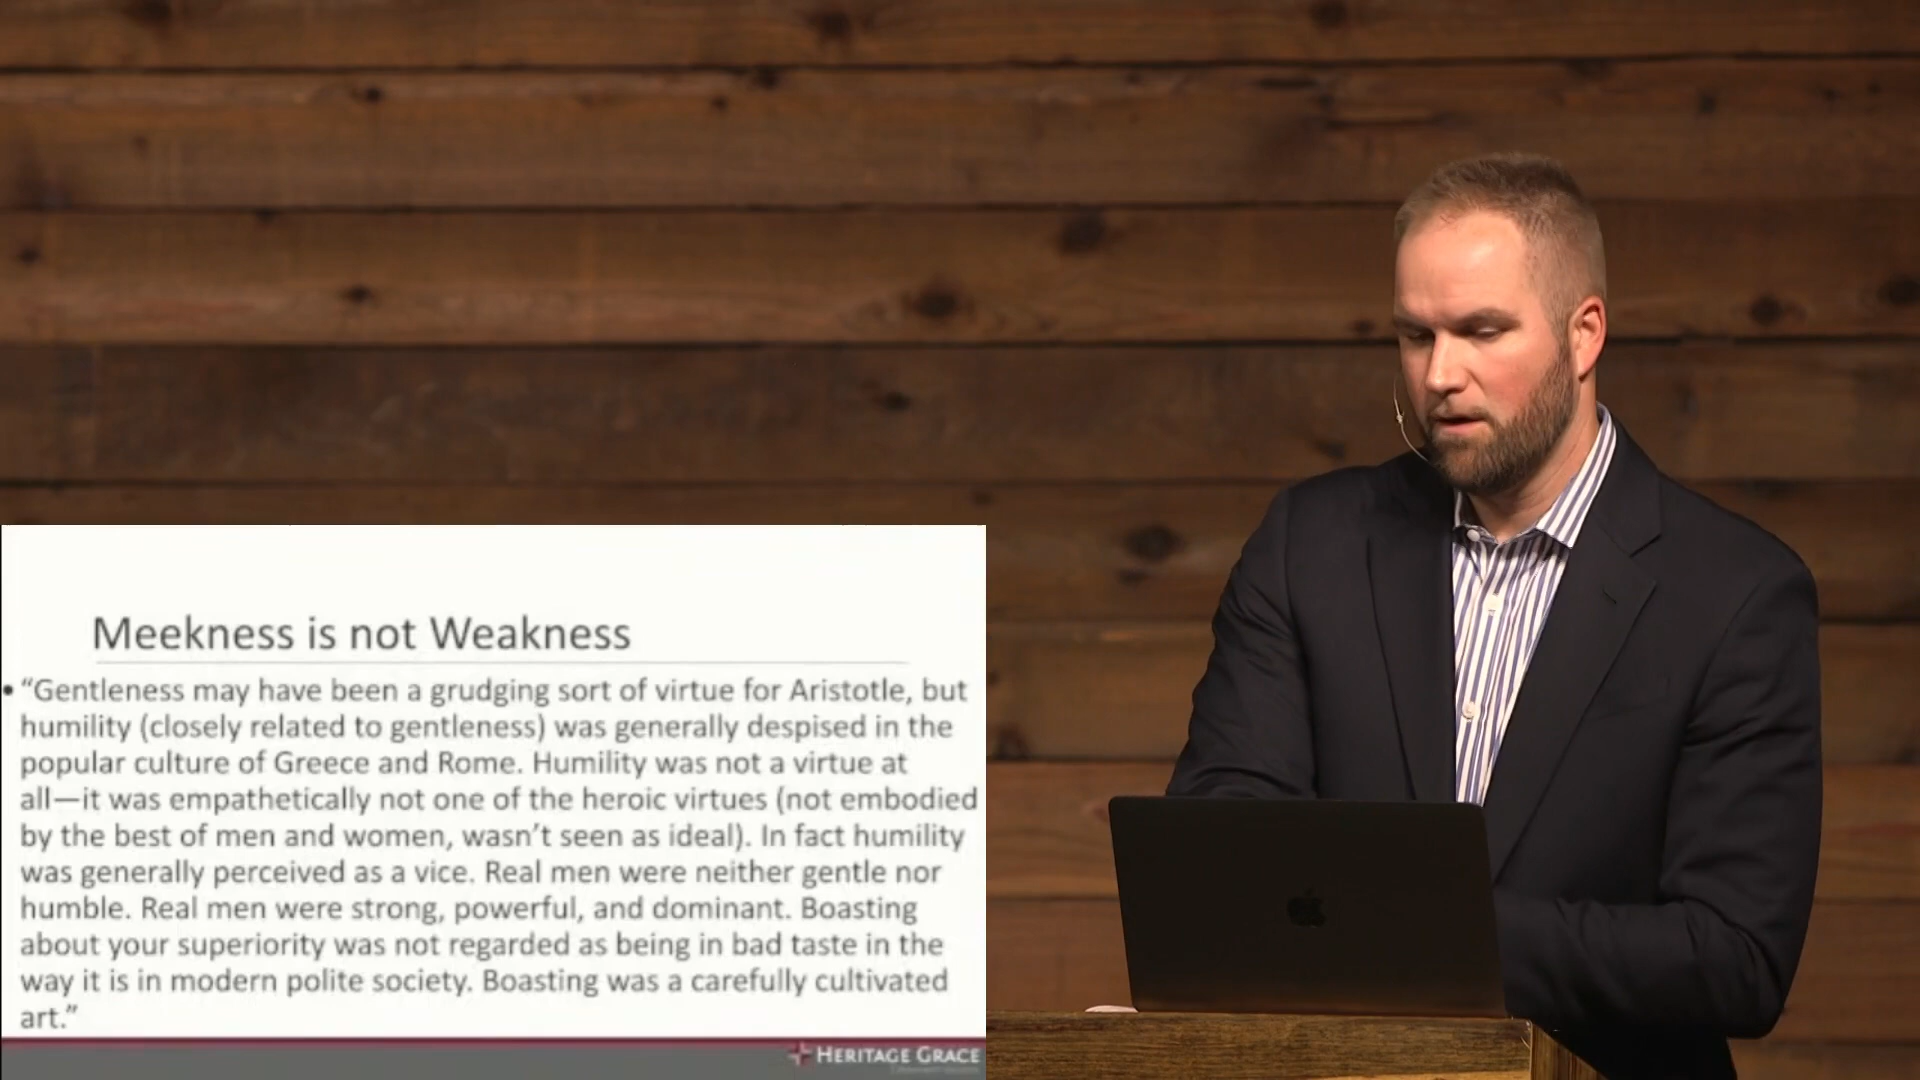 Meekness is not Weakness
• “Gentleness may have been a grudging sort of virtue for Aristotle, but
humility (closely related to gentleness) was generally despised in the
popular culture of Greece and Rome. Humility was not a virtue at
all—it was empathetically not one of the heroic virtues (not embodied
by the best of men and women, wasn’t seen as ideal). In fact humility
was generally perceived as a vice. Real men were neither gentle nor
humble. Real men were strong, powerful, and dominant. Boasting
about your superiority was not regarded as being in bad taste in the
way it is in modern polite society. Boasting was a carefully cultivated
art.”
HERITAGE GRACE